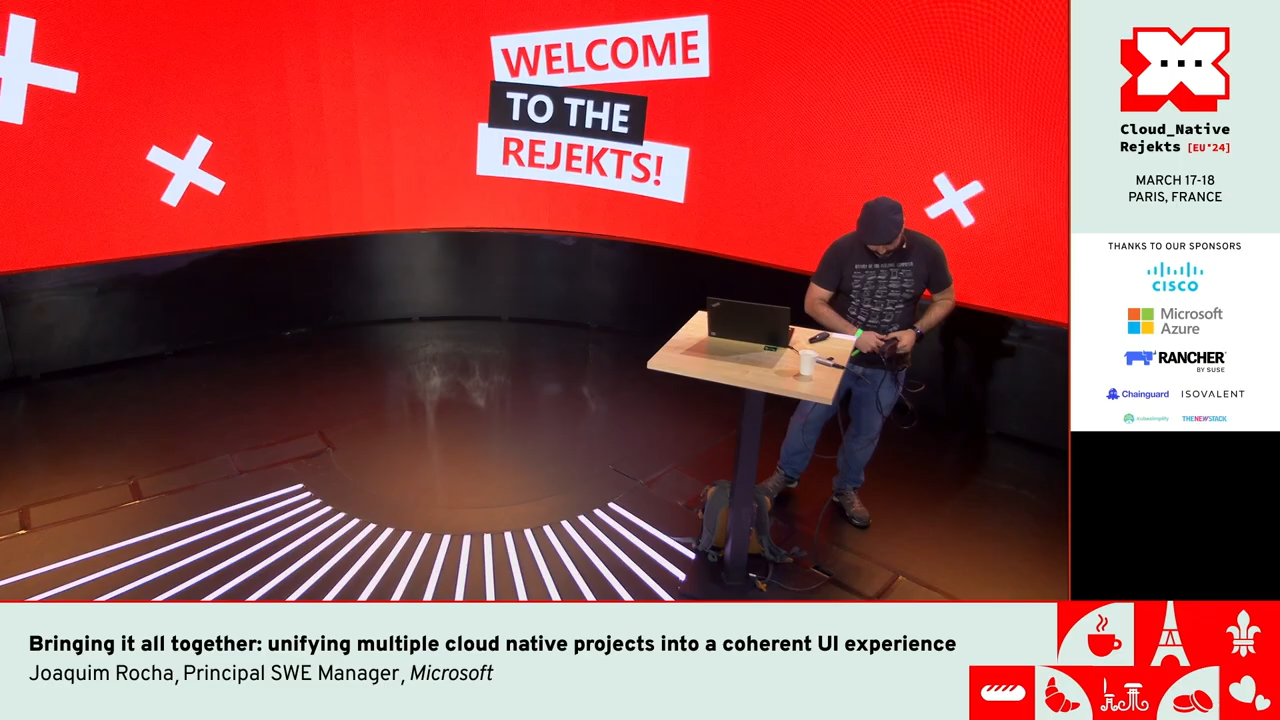 WELCOME
TO THE
REJEKTS!
Cloud_Native
Rejekts [EU'24]
MARCH 17-18
PARIS, FRANCE
THANKS TO OUR SPONSORS
CISCO
Microsoft
Azure
RANCHER
BY SUSE
Chainguard
ISOVALENT
THENEWSTACK
Bringing it all together: unifying multiple cloud native projects into a coherent UI experience
Joaquim Rocha, Principal SWE Manager, Microsoft